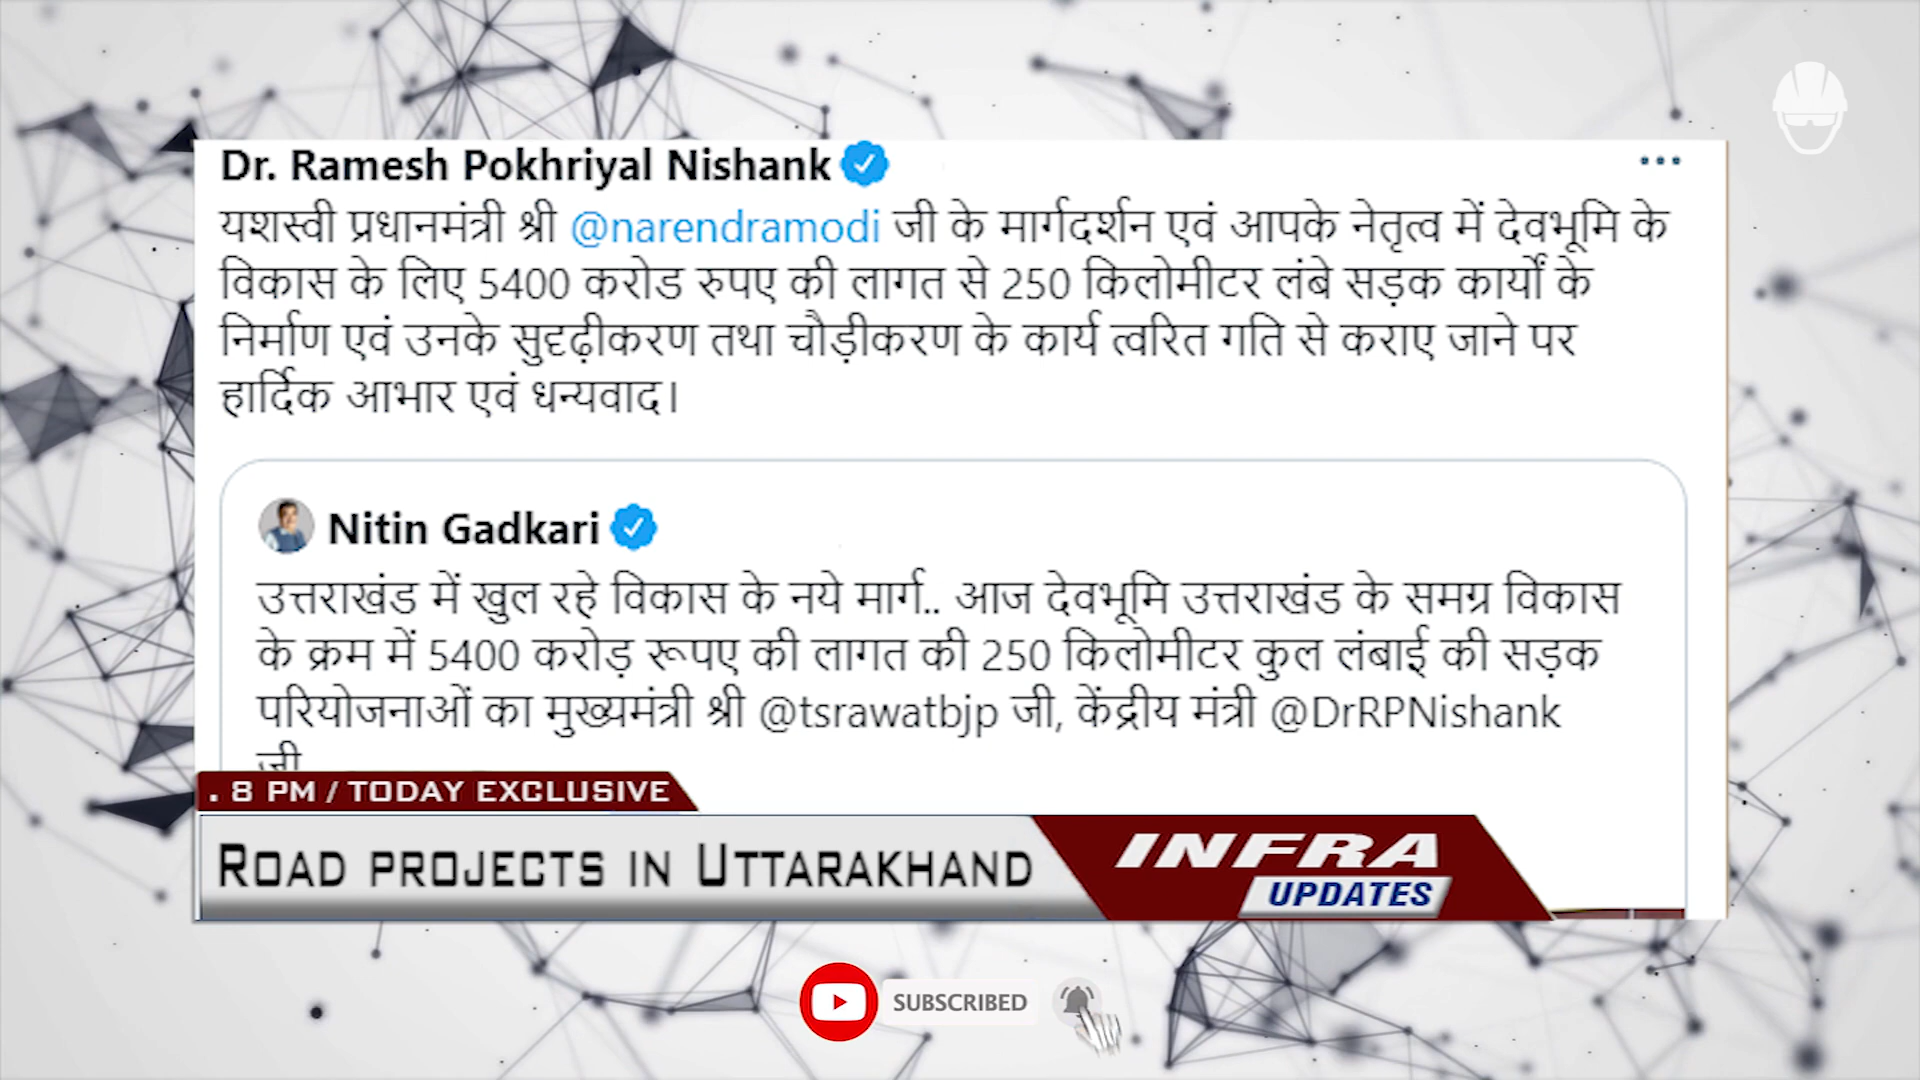 Dr. Ramesh Pokhriyal Nishank
यशस्वी प्रधानमंत्री श्री @narendramodi जी के मार्गदर्शन एवं आपके नेतृत्व में देवभूमि के
विकास के लिए 5400 करोड रुपए की लागत से 250 किलोमीटर लंबे सड़क कार्यों के
निर्माण एवं उनके सुदृढ़ीकरण तथा चौड़ीकरण के कार्य त्वरित गति से कराए जाने पर
हार्दिक आभार एवं धन्यवाद।
Nitin Gadkari
उत्तराखंड में खुल रहे विकास के नये मार्ग.. आज देवभूमि उत्तराखंड के समग्र विकास
के क्रम में 5400 करोड़ रूपए की लागत की 250 किलोमीटर कुल लंबाई की सड़क
परियोजनाओं का मुख्यमंत्री श्री @tsrawatbjp जी, केंद्रीय मंत्री @DrRPNishank
जी
. 8 PM / TODAY EXCLUSIVE
ROAD PROJECTS IN UTTARAKHAND
INFRA
UPDATES
SUBSCRIBED